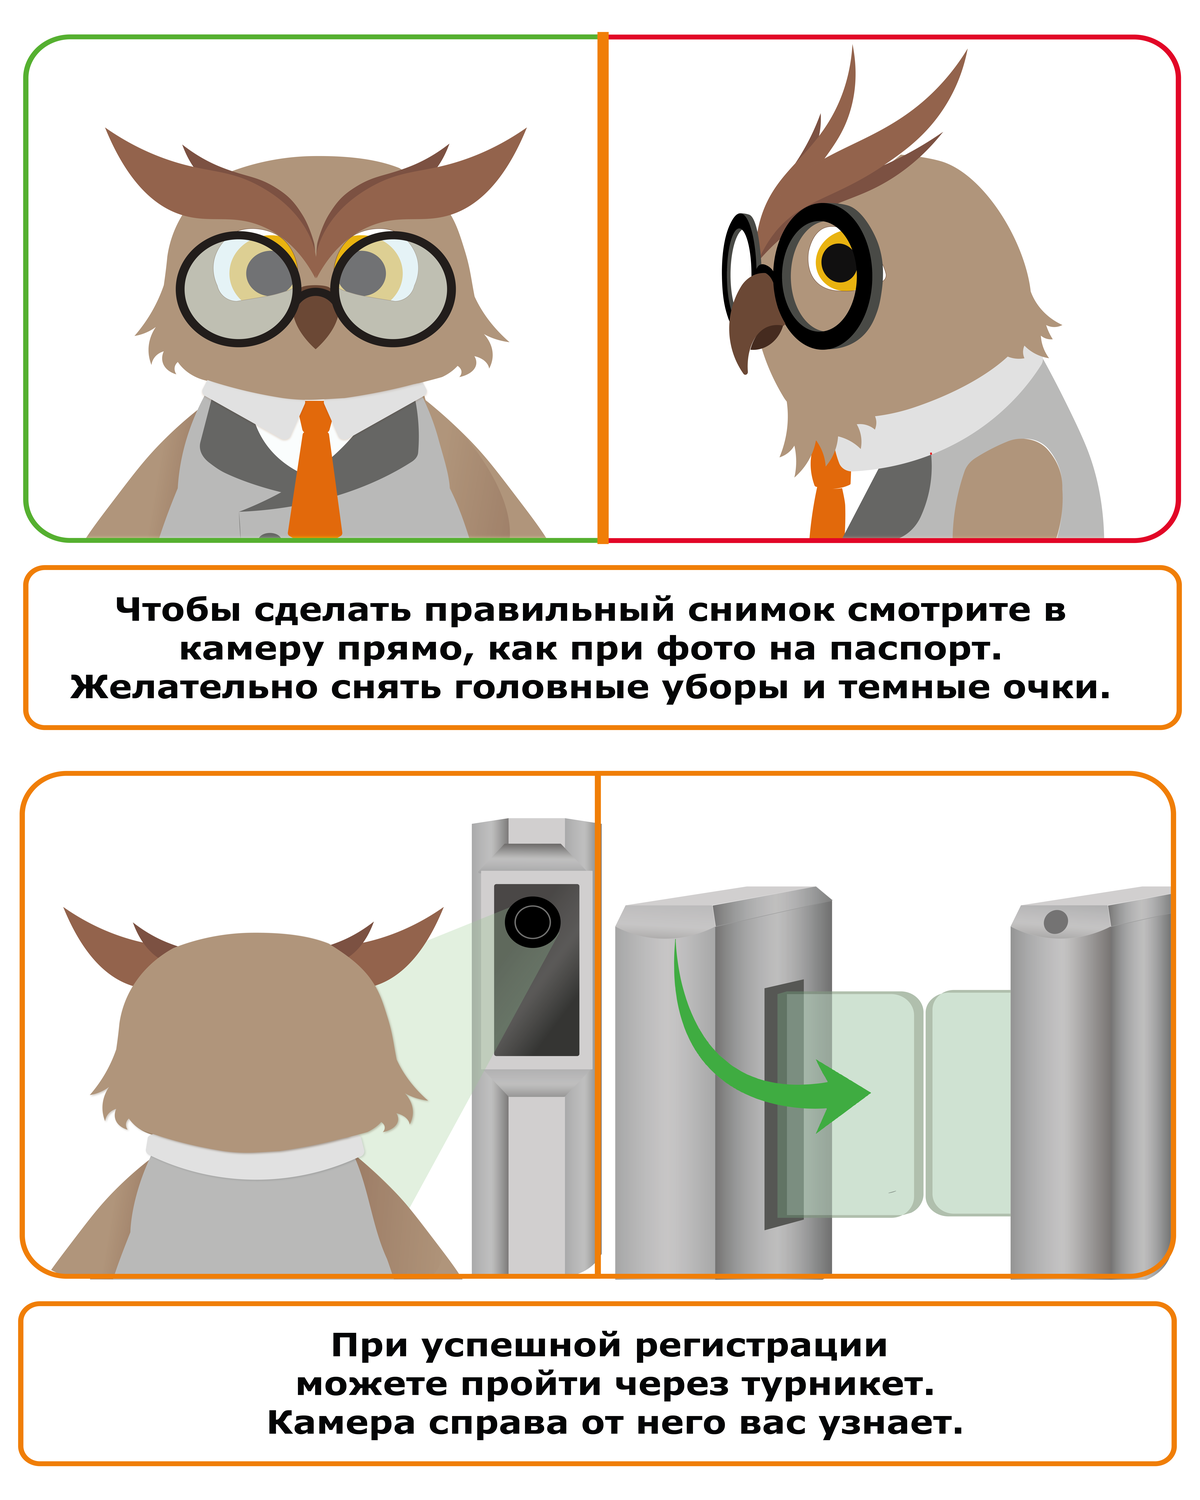 Чтобы сделать правильный снимок смотрите в
камеру прямо, как при фото на паспорт.
Желательно снять головные уборы и темные очки.
При успешной регистрации
можете пройти через турникет.
Камера справа от него вас узнает.